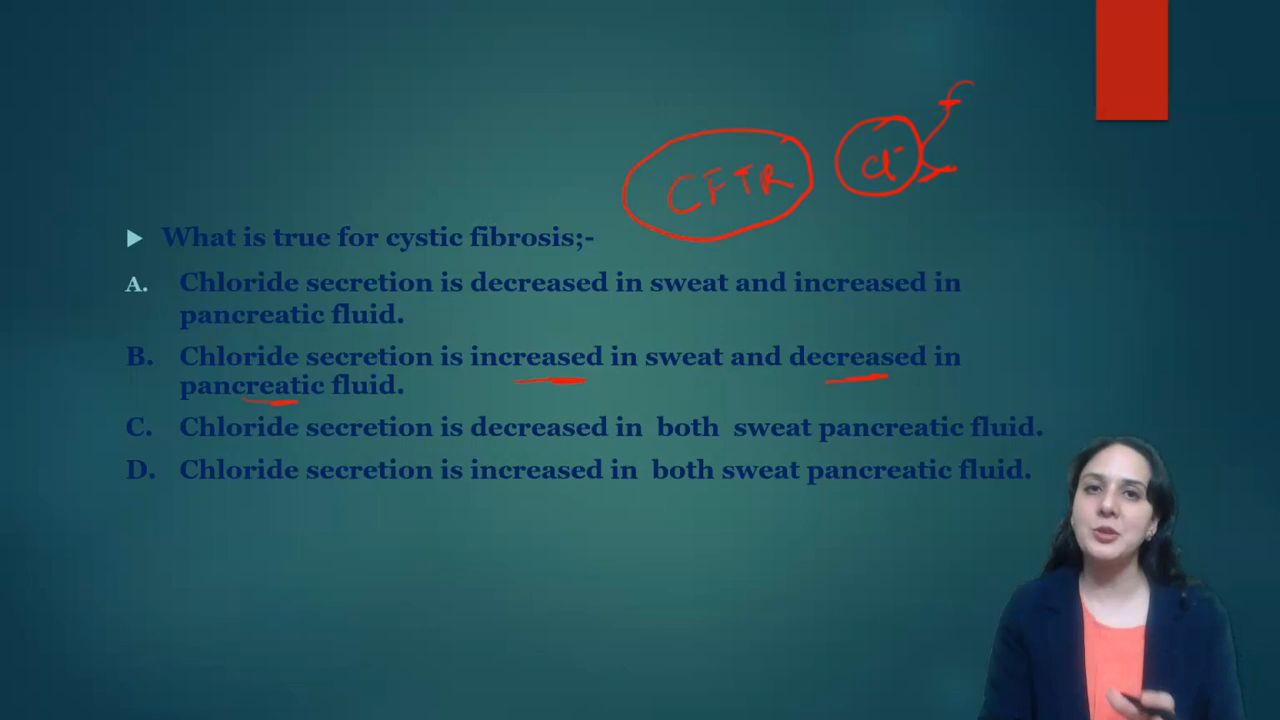 CFTR Cl-
What is true for cystic fibrosis;-
A. Chloride secretion is decreased in sweat and increased in
pancreatic fluid.
B. Chloride secretion is increased in sweat and decreased in
pancreatic fluid.
C. Chloride secretion is decreased in both sweat pancreatic fluid.
D. Chloride secretion is increased in both sweat pancreatic fluid.